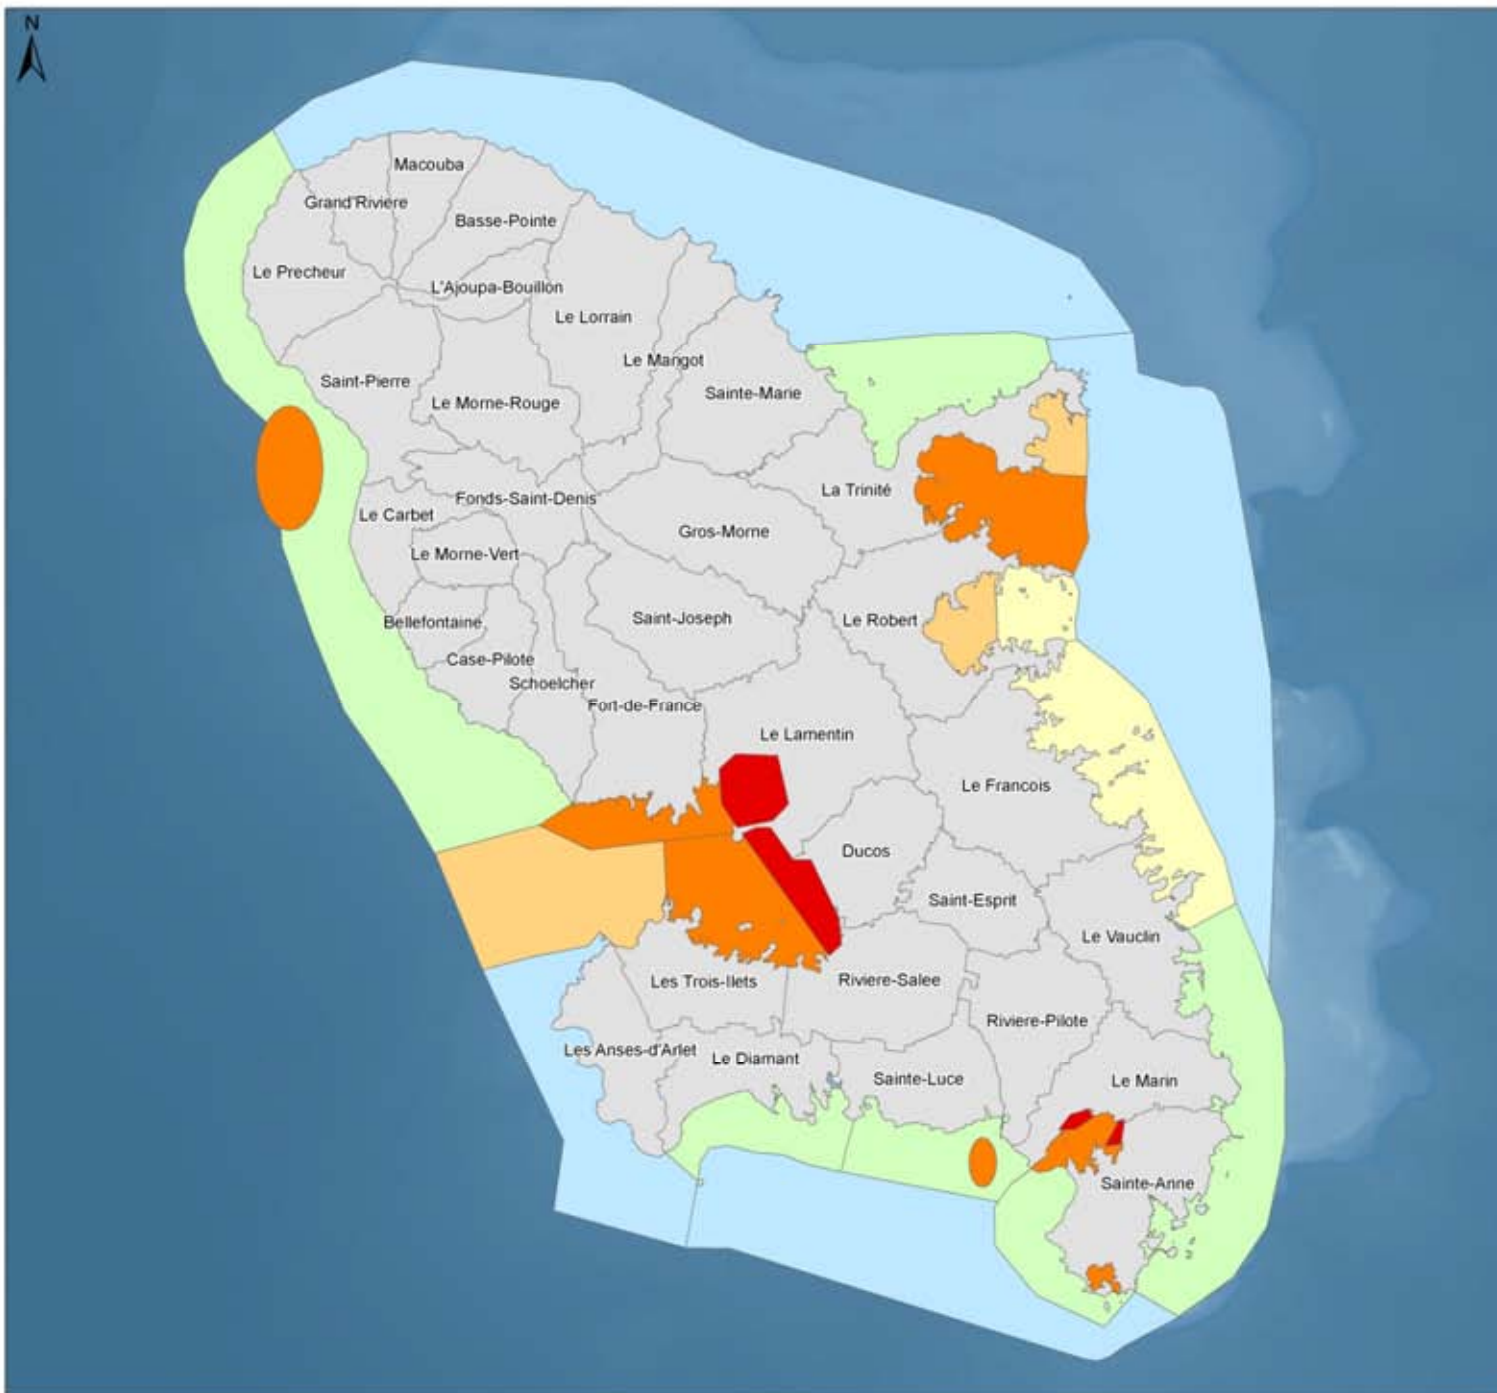 N
Macouba
Grand'Riviere
Basse-Pointe
Le Precheur
L'Ajoupa-Bouillon
Le Lorrain
Le Marigot
Saint-Pierre
Sainte-Marie
Le Morne-Rouge
La Trinité
Fonds-Saint-Denis
Le Carbet
Gros-Morne
Le Morne-Vert
Saint-Joseph
Le Robert
Bellefontaine
Case-Pilote
Schoelcher
Fort-de-France
Le Lamentin
Le Francois
Ducos
Saint-Esprit
Le Vauclin
Les Trois-Ilets
Riviere-Salee
Riviere-Pilote
Les Anses-d'Arlet
Le Diamant
Sainte-Luce
Le Marin
Sainte-Anne